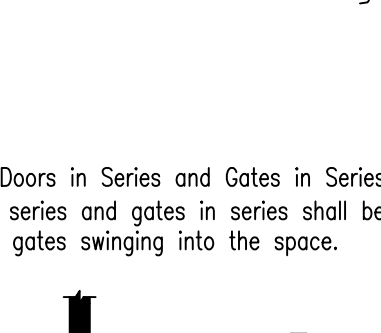 Doors in Series and Gates in Series
series and gates in series shall be
gates swinging into the space.